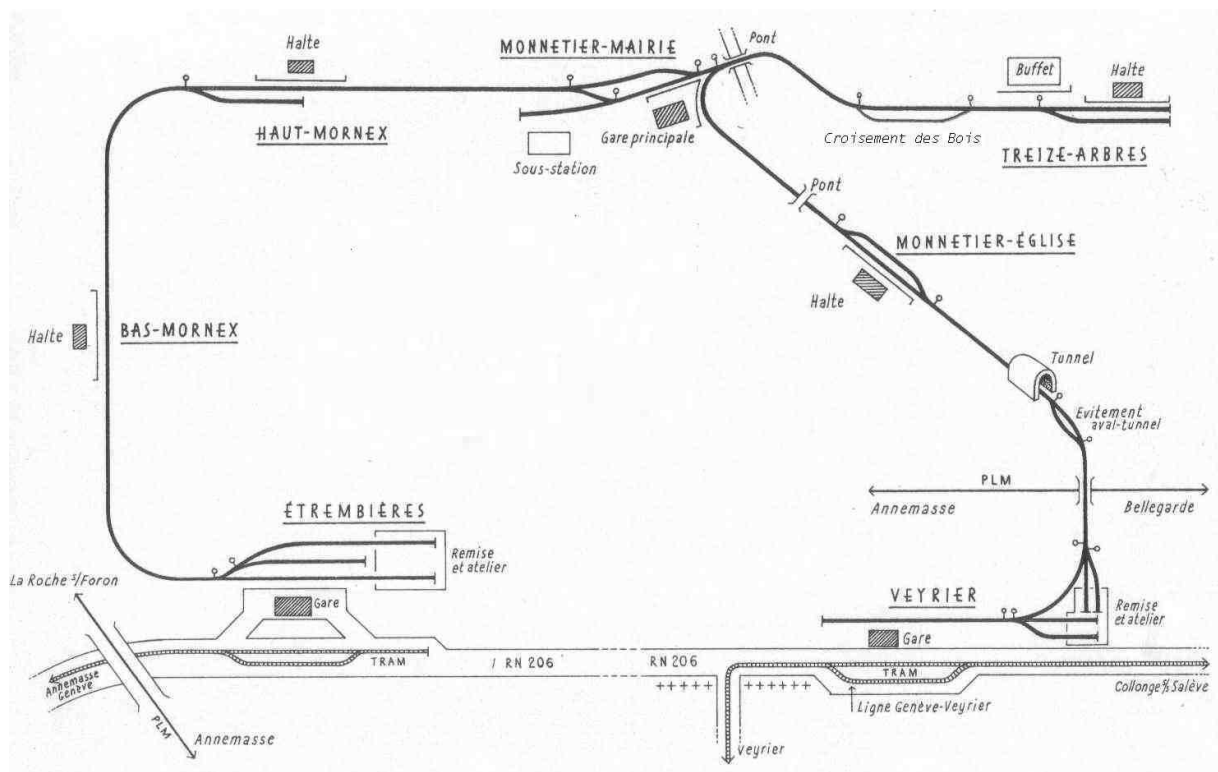 Halte
MONNETIER-MAIRIE
Pont
Buffet
Halte
HAUT-MORNEX
Gare principale
Croisement des Bois
TREIZE-ARBRES
Sous-station
Pont
MONNETIER-ÉGLISE
Halte
Halte
BAS-MORNEX
Tunnel
Evitement
aval-tunnel
PLM
Annemasse
Bellegarde
ÉTREMBIÈRES
Remise
et atelier
La Roche s/Foron
Gare
VEYRIER
Remise
et atelier
Gare
TRAM
RN 206
RN 206
TRAM
Annemasse
Genève
Collonge s/s Salève
Ligne Genève-Veyrier
PLM
Annemasse
Veyrier